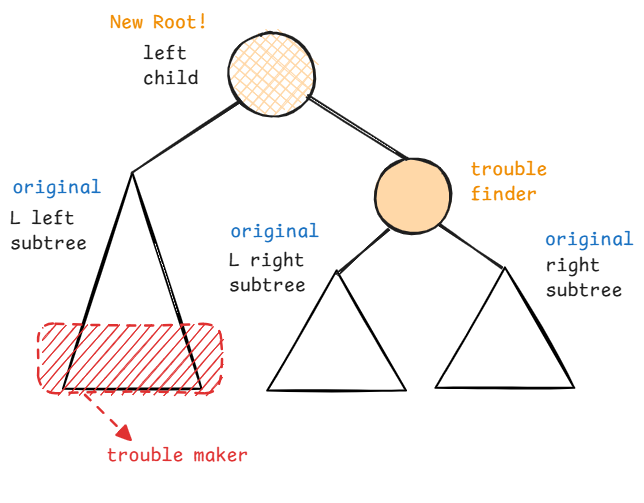 New Root!
left
child
trouble
finder
original
L left
subtree
original
L right
subtree
original
right
subtree
trouble maker